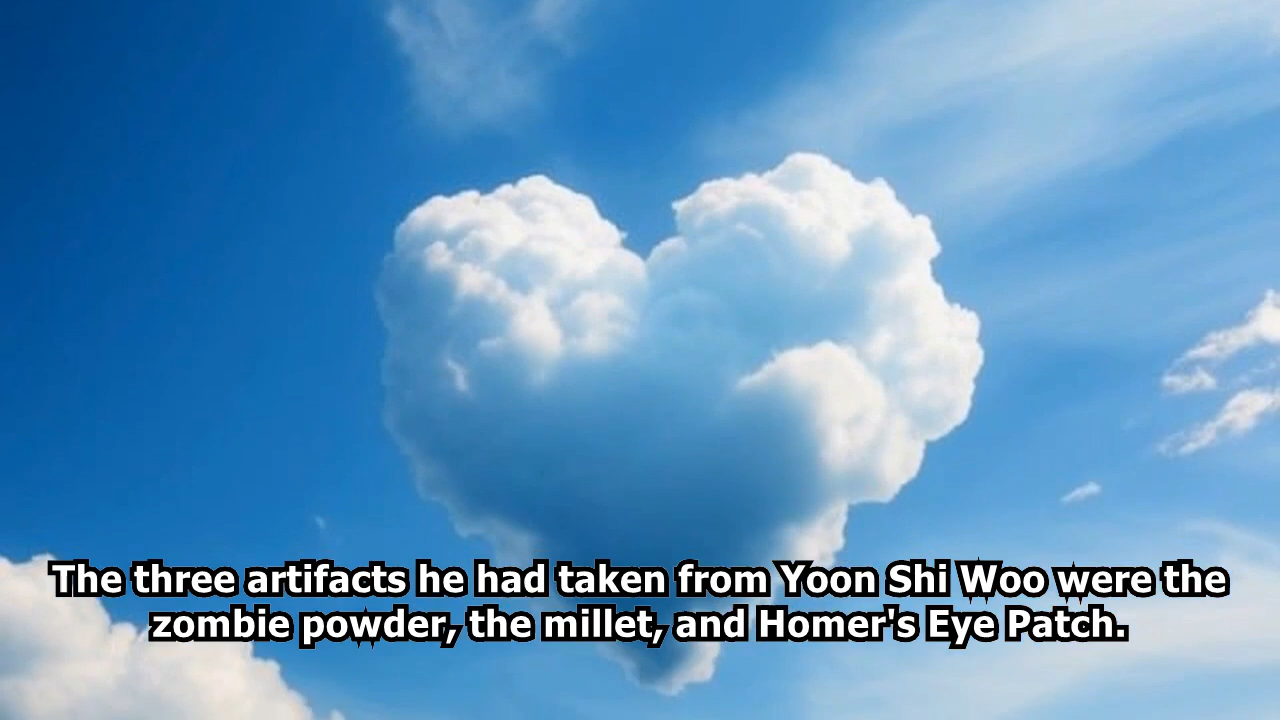 The three artifacts he had taken from Yoon Shi Woo were the
zombie powder, the millet, and Homer's Eye Patch.